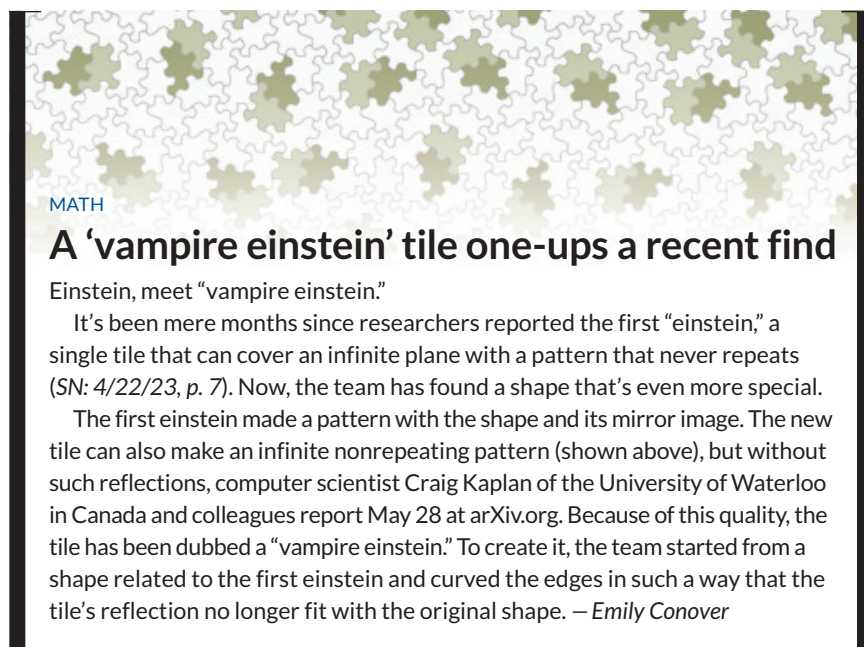 MATH
A ‘vampire einstein’ tile one-ups a recent find
Einstein, meet “vampire einstein.”
It’s been mere months since researchers reported the first “einstein,” a
single tile that can cover an infinite plane with a pattern that never repeats
(SN: 4/22/23, p. 7). Now, the team has found a shape that’s even more special.
The first einstein made a pattern with the shape and its mirror image. The new
tile can also make an infinite nonrepeating pattern (shown above), but without
such reflections, computer scientist Craig Kaplan of the University of Waterloo
in Canada and colleagues report May 28 at arXiv.org. Because of this quality, the
tile has been dubbed a “vampire einstein.” To create it, the team started from a
shape related to the first einstein and curved the edges in such a way that the
tile’s reflection no longer fit with the original shape. — Emily Conover